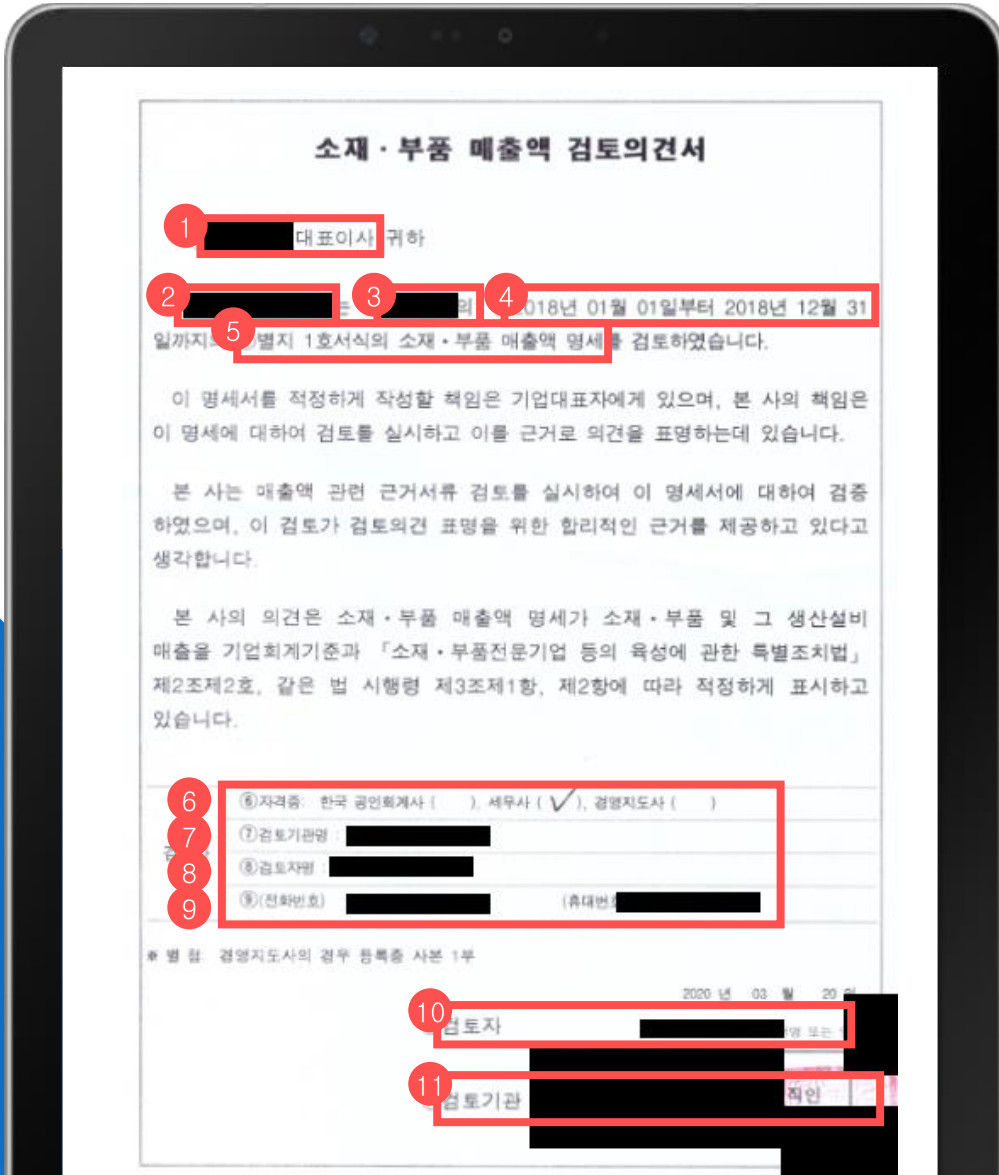 소재 · 부품 매출액 검토의견서
1 대표이사 귀하
2 는 3 의 4 2018년 01월 01일부터 2018년 12월 31
일까지 5 별지 1호서식의 소재 · 부품 매출액 명세를 검토하였습니다.
이 명세서를 적정하게 작성할 책임은 기업대표자에게 있으며, 본 사의 책임은
이 명세에 대하여 검토를 실시하고 이를 근거로 의견을 표명하는데 있습니다.
본 사는 매출액 관련 근거서류 검토를 실시하여 이 명세서에 대하여 검증
하였으며, 이 검토가 검토의견 표명을 위한 합리적인 근거를 제공하고 있다고
생각합니다.
본 사의 의견은 소재 · 부품 매출액 명세가 소재 · 부품 및 그 생산설비
매출을 기업회계기준과 「소재 · 부품전문기업 등의 육성에 관한 특별조치법」
제2조제2호, 같은 법 시행령 제3조제1항, 제2항에 따라 적정하게 표시하고
있습니다.
6 ⑥자격증: 한국 공인회계사 ( ), 세무사 ( ✓ ), 경영지도사 ( )
7 ⑦검토기관명 :
8 ⑧검토자명 :
9 ⑨(전화번호) (휴대번호
※ 별 첨: 경영지도사의 경우 등록증 사본 1부
2020 년 03 월 20 일
10 검토자 서명 또는
11 검토기관 직인